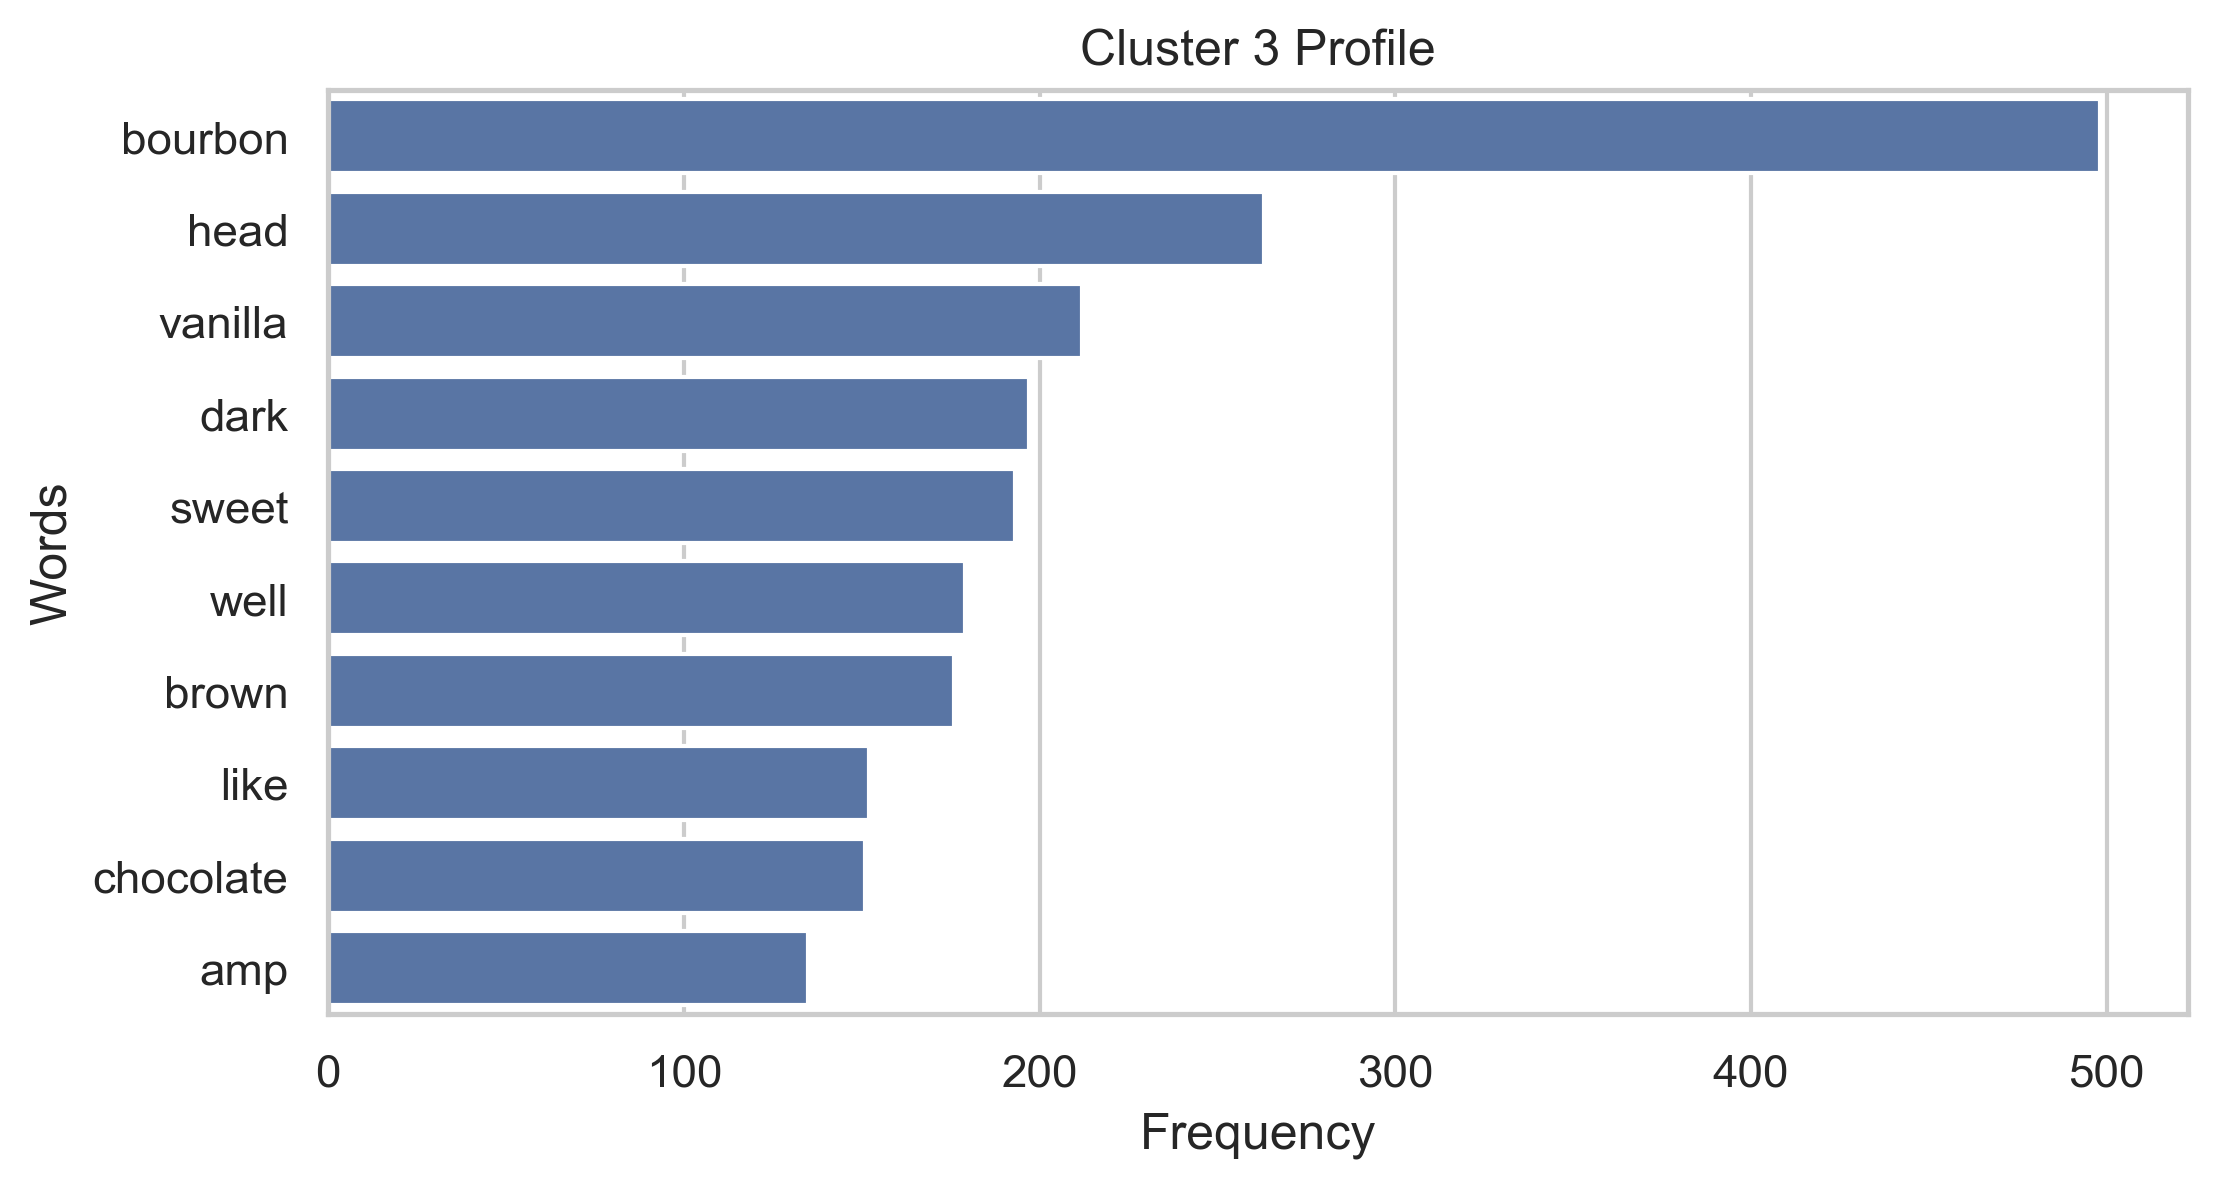 Cluster 3 Profile
Words
bourbon
head
vanilla
dark
sweet
well
brown
like
chocolate
amp
0 100 200 300 400 500
Frequency